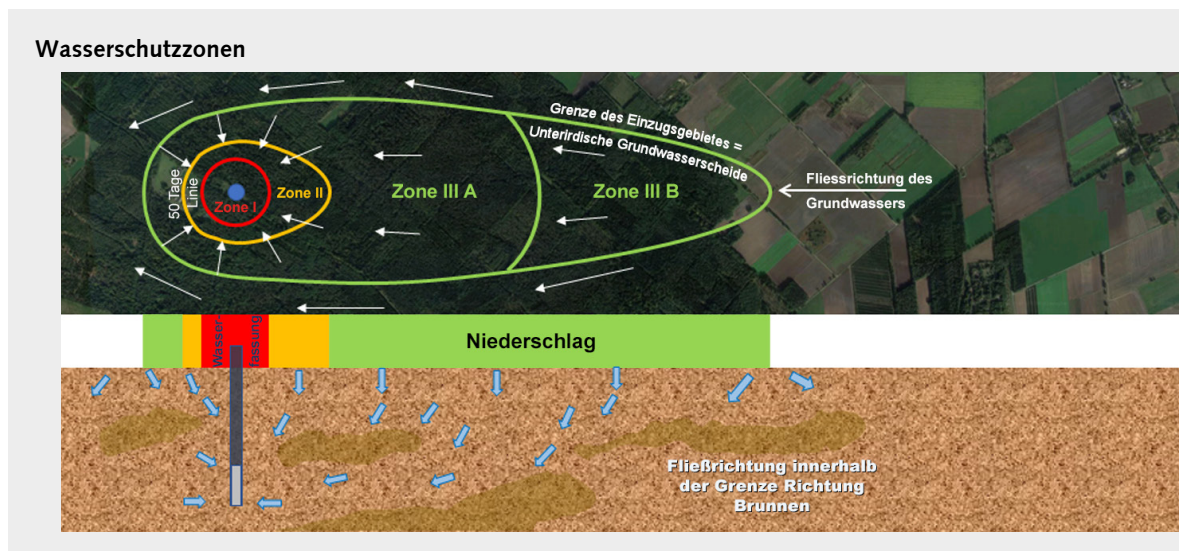 Wasserschutzzonen
Grenze des Einzugsgebietes =
Unterirdische Grundwasserscheide
50 Tage
Linie
Zone I
Zone II
Zone III A
Zone III B
Fliessrichtung des
Grundwassers
Wasser-
fassung
Niederschlag
Fließrichtung innerhalb
der Grenze Richtung
Brunnen